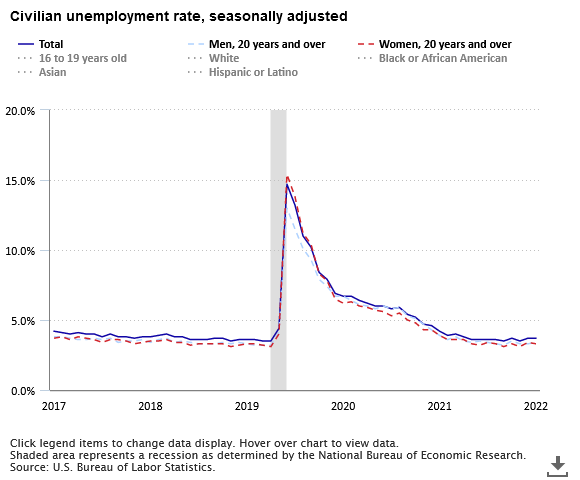 Civilian unemployment rate, seasonally adjusted
Total Men, 20 years and over Women, 20 years and over
16 to 19 years old White Black or African American
Asian Hispanic or Latino
20.0%
15.0%
10.0%
5.0%
0.0%
2017 2018 2019 2020 2021 2022
Click legend items to change data display. Hover over chart to view data.
Shaded area represents a recession as determined by the National Bureau of Economic Research.
Source: U.S. Bureau of Labor Statistics.